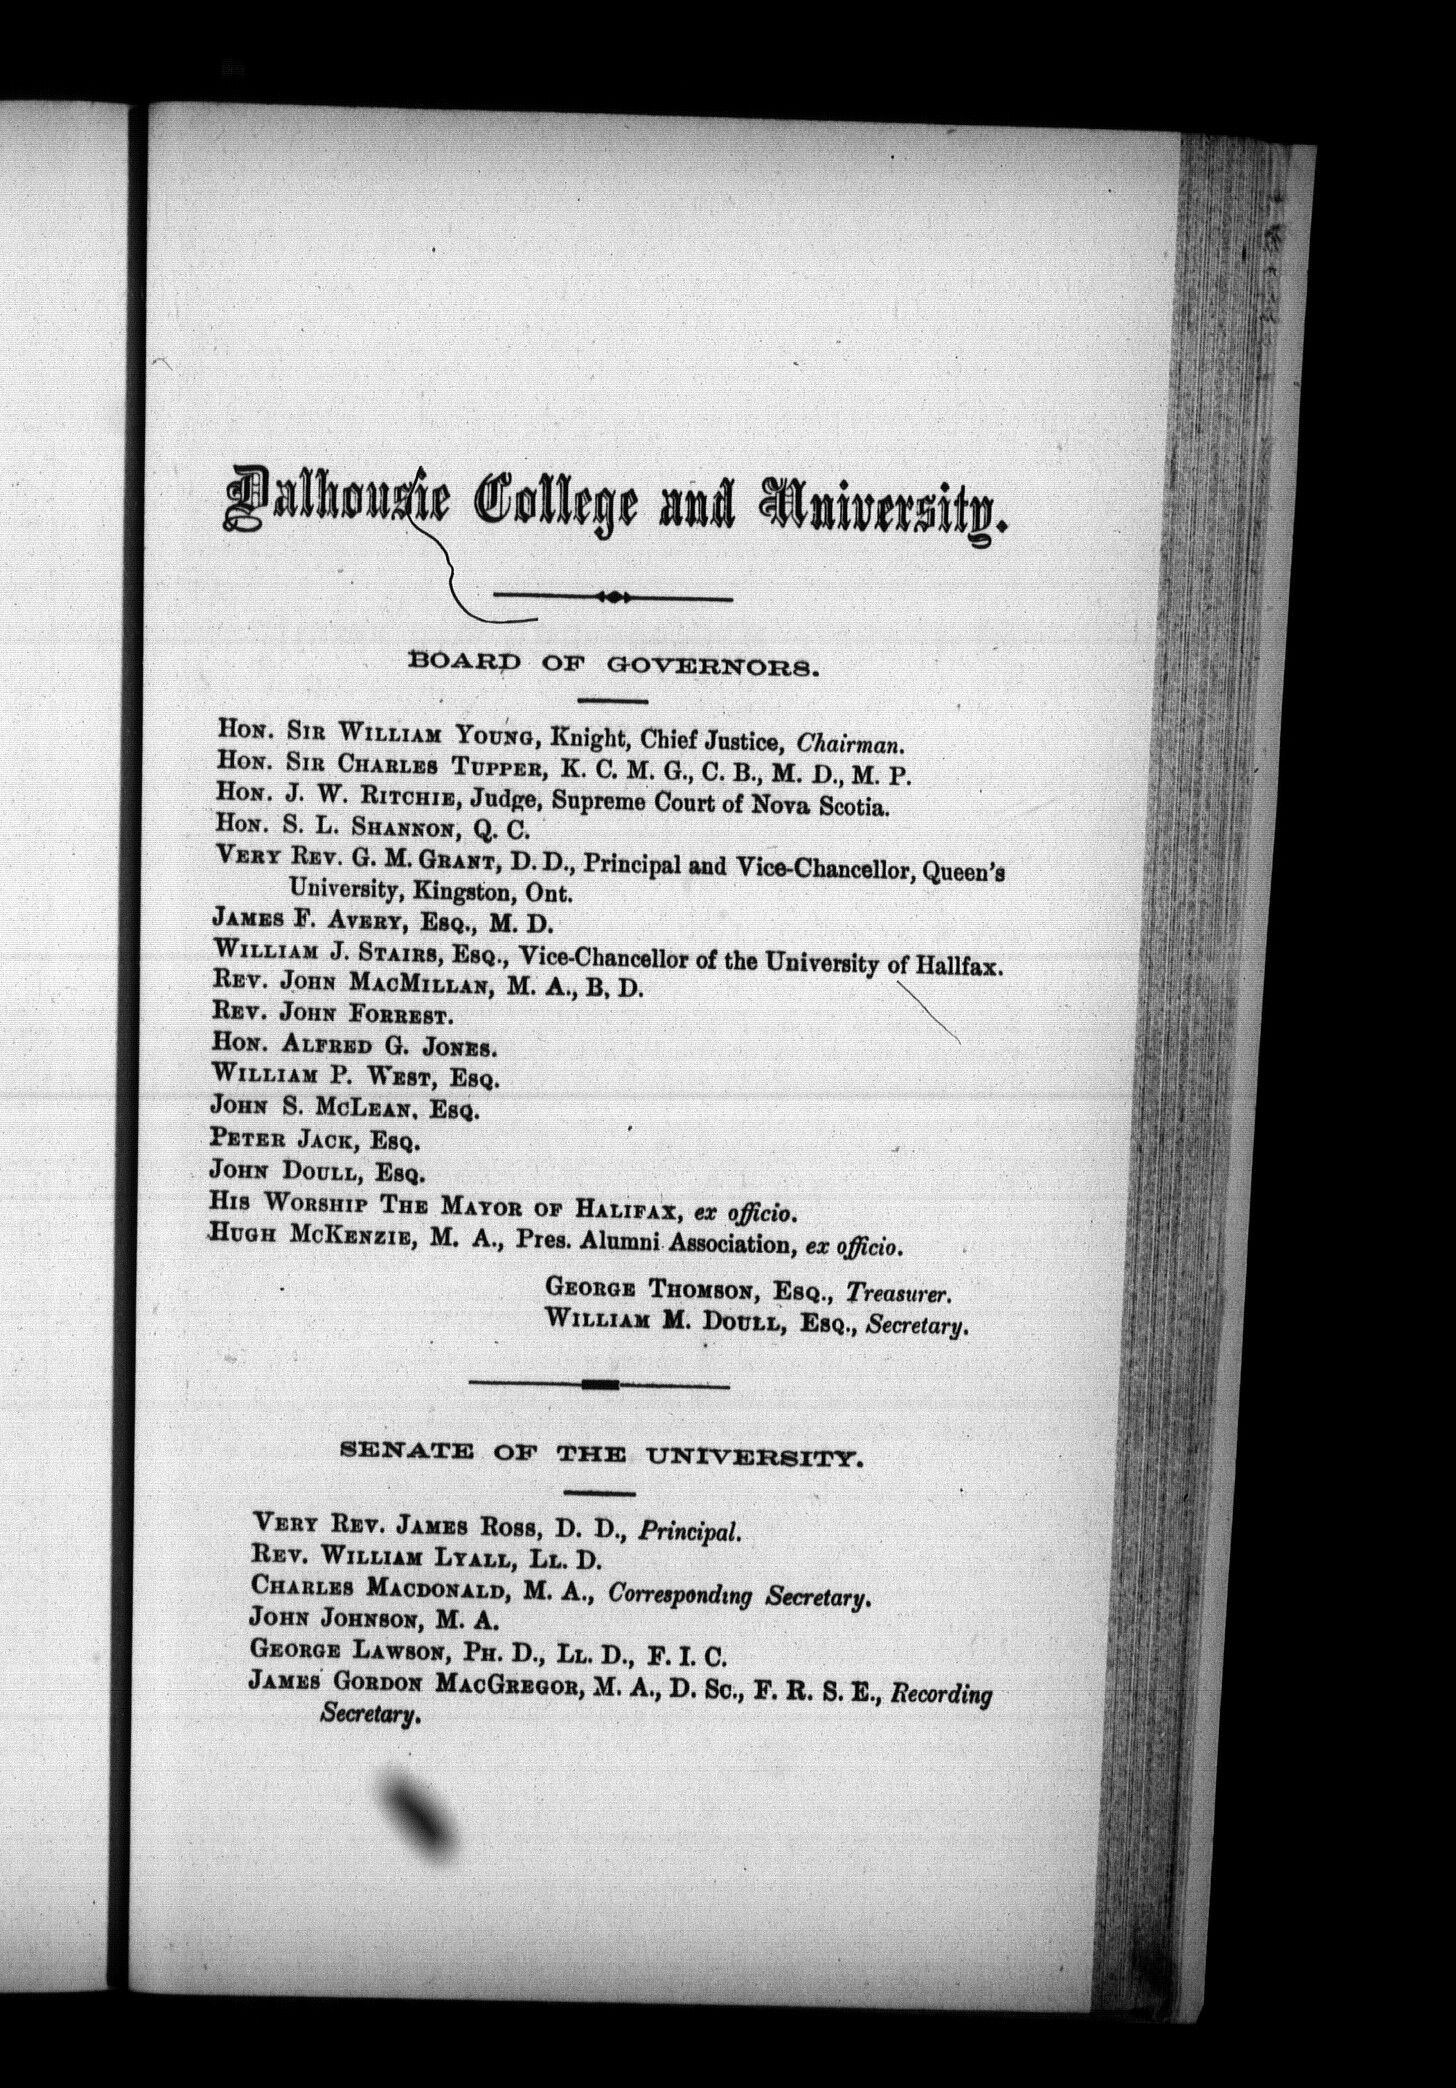 Dalhousie College and University.
BOARD OF GOVERNORS.
HON. SIR WILLIAM YOUNG, Knight, Chief Justice, Chairman.
HON. SIR CHARLES TUPPER, K. C. M. G., C. B., M. D., M. P.
HON. J. W. RITCHIE, Judge, Supreme Court of Nova Scotia.
HON. S. L. SHANNON, Q. C.
VERY REV. G. M. GRANT, D. D., Principal and Vice-Chancellor, Queen's
University, Kingston, Ont.
JAMES F. AVERY, ESQ., M. D.
WILLIAM J. STAIRS, ESQ., Vice-Chancellor of the University of Hallfax.
REV. JOHN MACMILLAN, M. A., B, D.
REV. JOHN FORREST.
HON. ALFRED G. JONES.
WILLIAM P. WEST, ESQ.
JOHN S. MCLEAN, ESQ.
PETER JACK, ESQ.
JOHN DOULL, ESQ.
HIS WORSHIP THE MAYOR OF HALIFAX, ex officio.
HUGH MCKENZIE, M. A., Pres. Alumni Association, ex officio.
GEORGE THOMSON, ESQ., Treasurer.
WILLIAM M. DOULL, ESQ., Secretary.
SENATE OF THE UNIVERSITY.
VERY REV. JAMES ROSS, D. D., Principal.
REV. WILLIAM LYALL, LL. D.
CHARLES MACDONALD, M. A., Corresponding Secretary.
JOHN JOHNSON, M. A.
GEORGE LAWSON, PH. D., LL. D., F. I. C.
JAMES GORDON MACGREGOR, M. A., D. SC., F. R. S. E., Recording
Secretary.